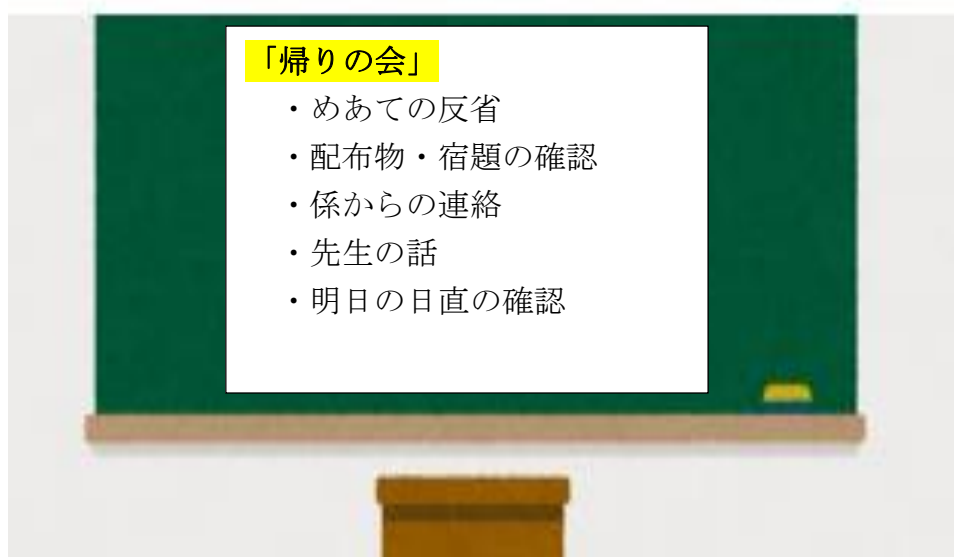 「帰りの会」
・めあての反省
・配布物・宿題の確認
・係からの連絡
・先生の話
・明日の日直の確認